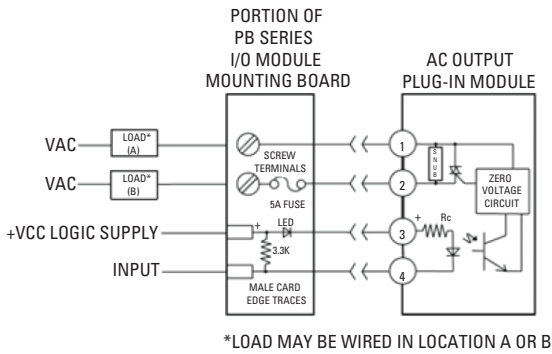 PORTION OF
PB SERIES
I/O MODULE
MOUNTING BOARD
AC OUTPUT
PLUG-IN MODULE
VAC
LOAD*
(A)
VAC
LOAD*
(B)
+VCC LOGIC SUPPLY
INPUT
SCREW
TERMINALS
5A FUSE
+
LED
3.3K
MALE CARD
EDGE TRACES
1
2
3
4
SNUB
ZERO
VOLTAGE
CIRCUIT
+
Rc
*LOAD MAY BE WIRED IN LOCATION A OR B